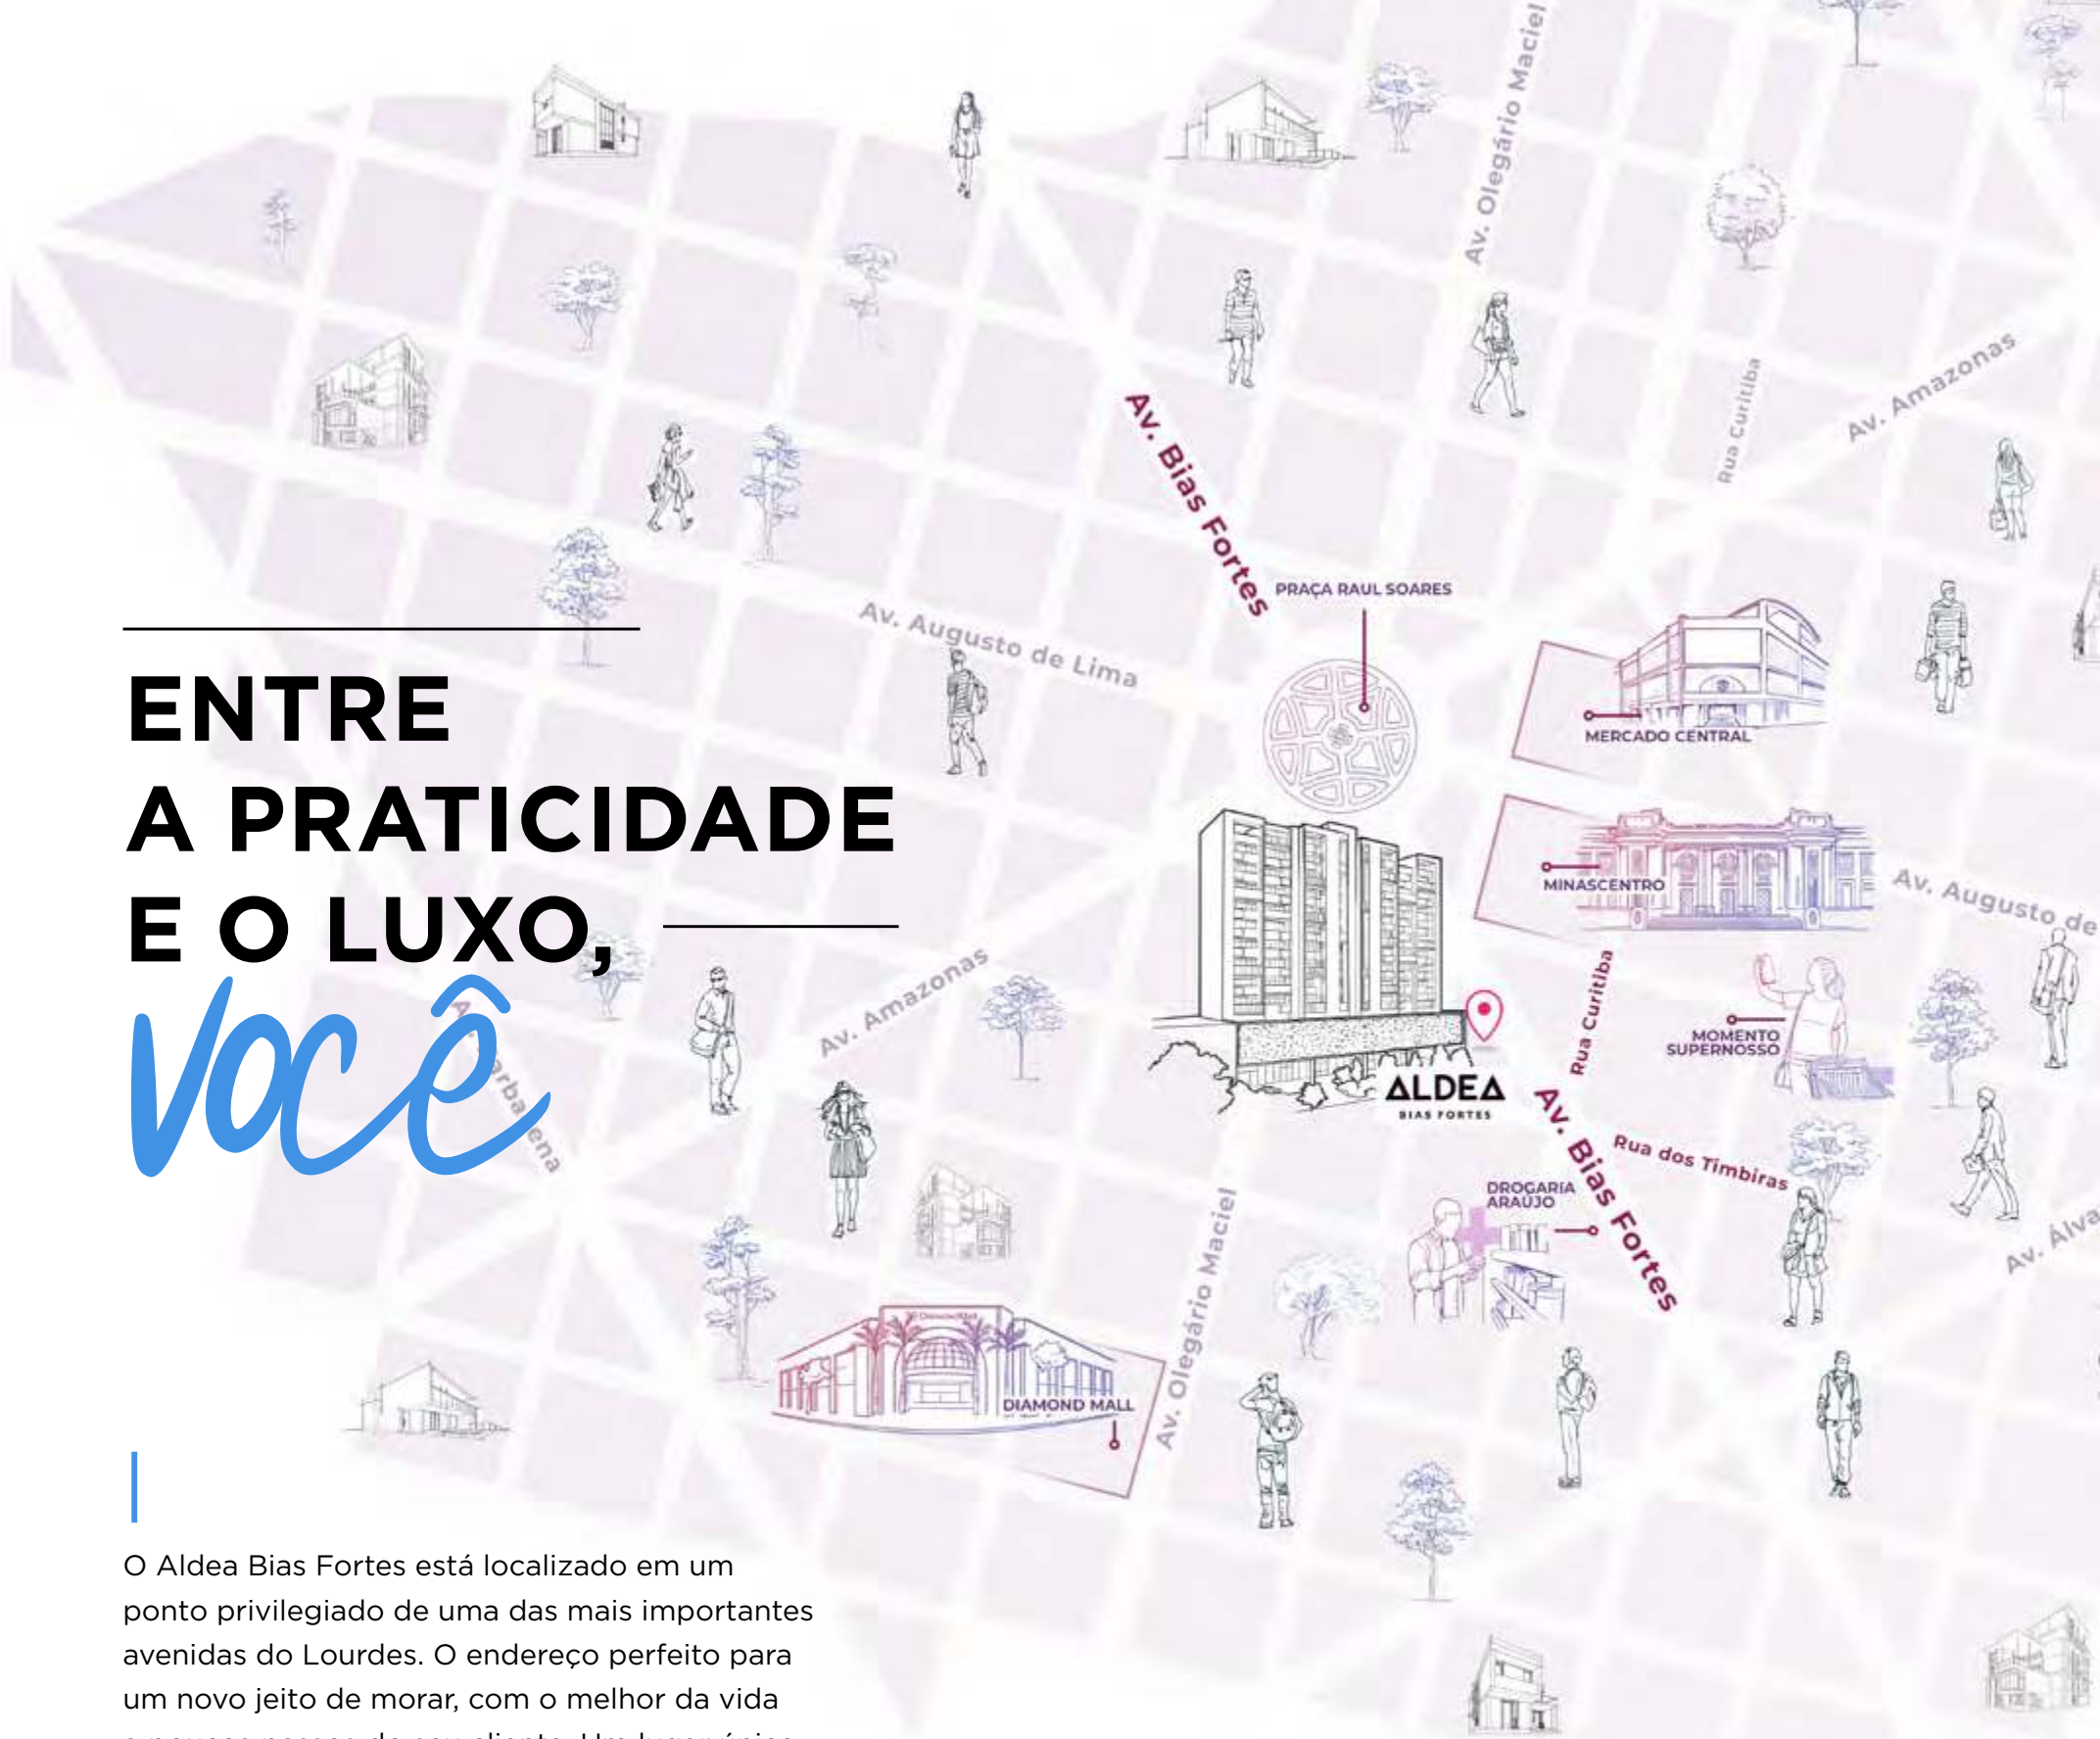 Av. Olegário Maciel
Rua Curitiba
Av. Amazonas
Av. Bias Fortes
PRAÇA RAUL SOARES
Av. Augusto de Lima
MERCADO CENTRAL
MINASCENTRO
Av. Augusto de
ENTRE
A PRATICIDADE
E O LUXO,
você
Av. Amazonas
Rua Curitiba
MOMENTO
SUPERNOSSO
ALDEA
BIAS FORTES
Av. Bias Fortes
Rua dos Timbiras
DROGARIA
ARAÚJO
Av. Olegário Maciel
DIAMOND MALL
O Aldea Bias Fortes está localizado em um
ponto privilegiado de uma das mais importantes
avenidas do Lourdes. O endereço perfeito para
um novo jeito de morar, com o melhor da vida